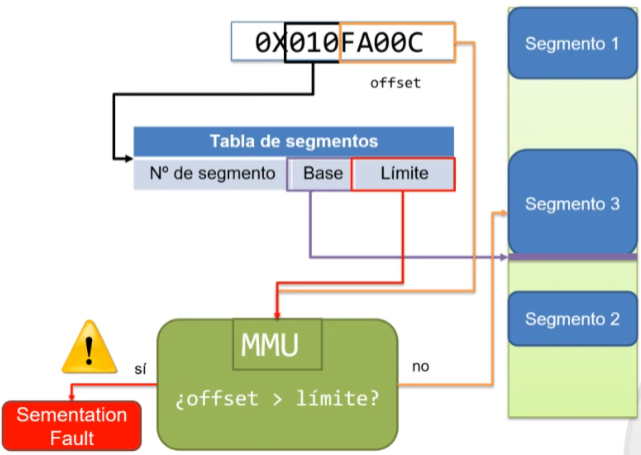 0X010FA00C
offset
Tabla de segmentos
Nº de segmento Base Límite
Segmento 1
Segmento 3
Segmento 2
MMU
¿offset > límite?
sí
no
Sementation
Fault